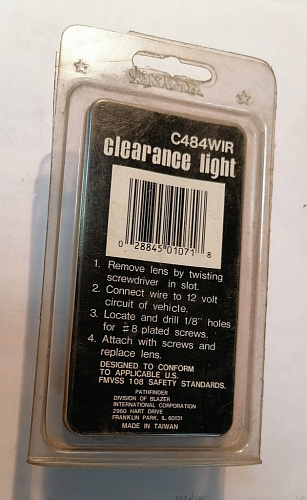 C484WIR
clearance light
0 28845 01071 8
1. Remove lens by twisting
screwdriver in slot.
2. Connect wire to 12 volt
circuit of vehicle.
3. Locate and drill 1/8" holes
for #8 plated screws.
4. Attach with screws and
replace lens.
DESIGNED TO CONFORM
TO APPLICABLE U.S.
FMVSS 108 SAFETY STANDARDS.
PATHFINDER
DIVISION OF BLAZER
INTERNATIONAL CORPORATION
2960 HART DRIVE
FRANKLIN PARK, IL 60131
MADE IN TAIWAN